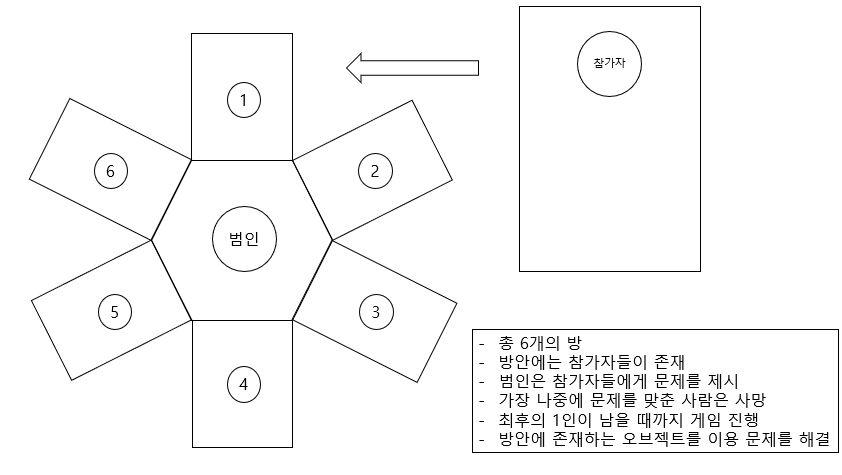 참가자
1
6
2
범인
5
3
4
- 총 6개의 방
- 방안에는 참가자들이 존재
- 범인은 참가자들에게 문제를 제시
- 가장 나중에 문제를 맞춘 사람은 사망
- 최후의 1인이 남을 때까지 게임 진행
- 방안에 존재하는 오브젝트를 이용 문제를 해결